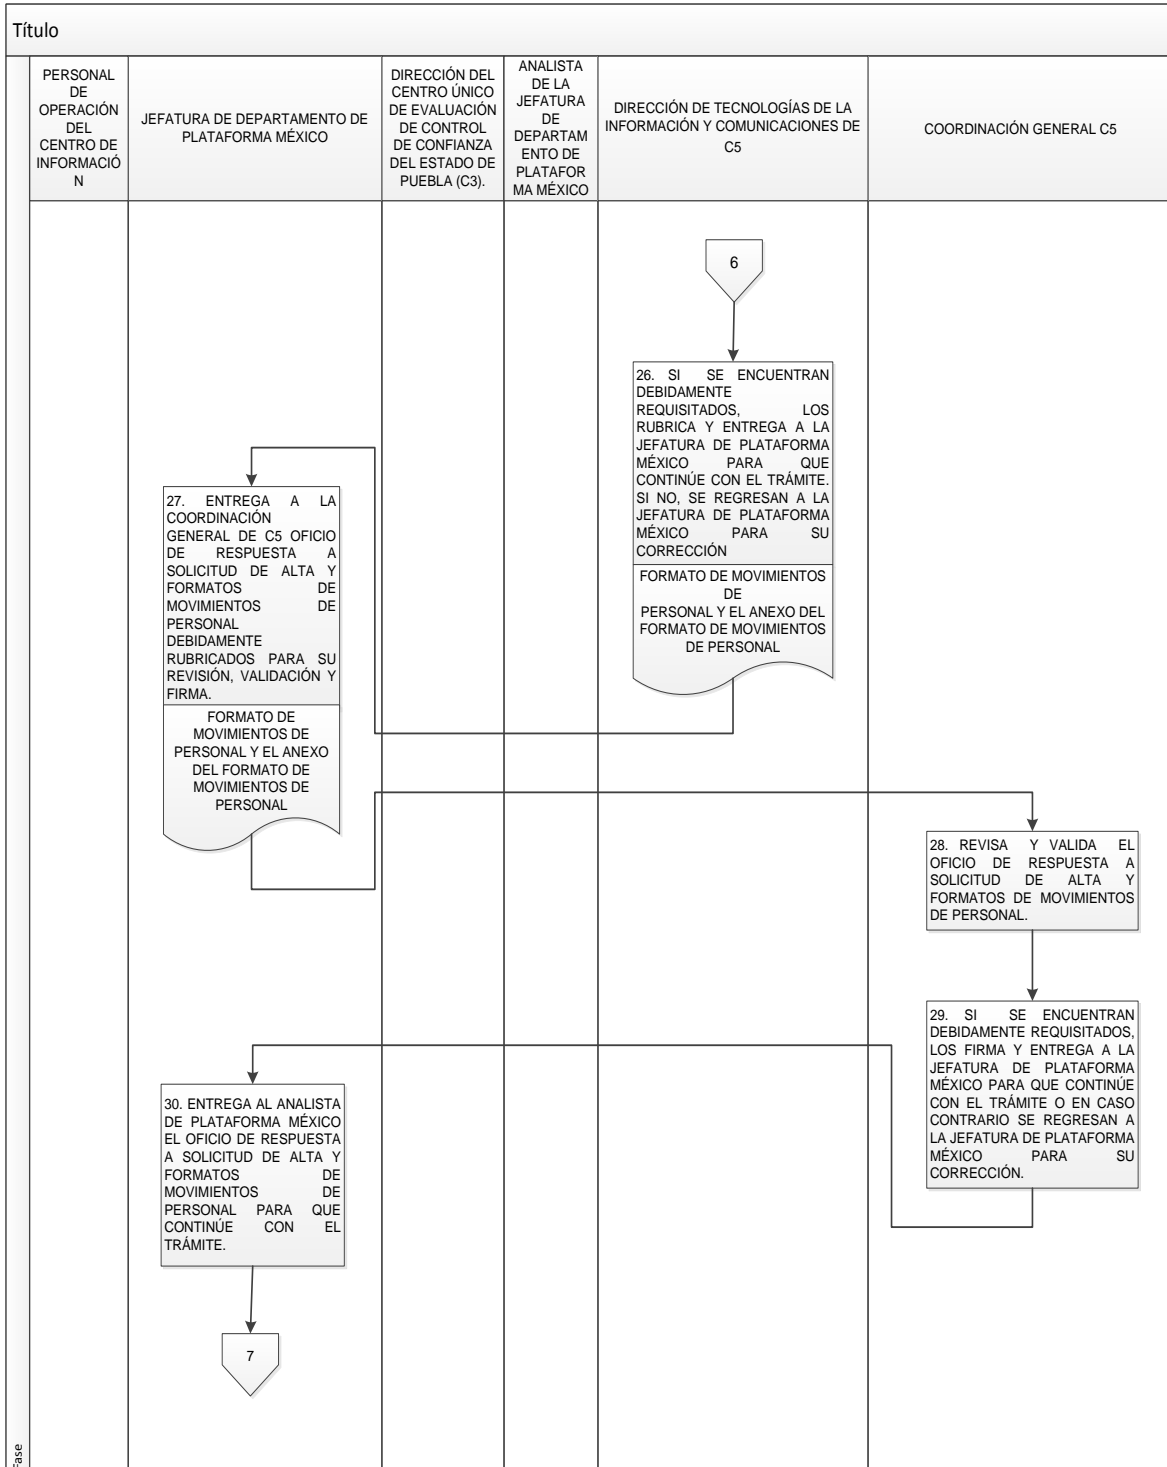 Título
PERSONAL
DE
OPERACIÓN
DEL
CENTRO DE
INFORMACIÓ
N
JEFATURA DE DEPARTAMENTO DE
PLATAFORMA MÉXICO
DIRECCIÓN DEL
CENTRO ÚNICO
DE EVALUACIÓN
DE CONTROL
DE CONFIANZA
DEL ESTADO DE
PUEBLA (C3).
ANALISTA
DE LA
JEFATURA
DE
DEPARTAM
ENTO DE
PLATAFOR
MA MÉXICO
DIRECCIÓN DE TECNOLOGÍAS DE LA
INFORMACIÓN Y COMUNICACIONES DE
C5
COORDINACIÓN GENERAL C5
6
26. SI SE ENCUENTRAN
DEBIDAMENTE
REQUISITADOS, LOS
RUBRICA Y ENTREGA A LA
JEFATURA DE PLATAFORMA
MÉXICO PARA QUE
CONTINÚE CON EL TRÁMITE.
SI NO, SE REGRESAN A LA
JEFATURA DE PLATAFORMA
MÉXICO PARA SU
CORRECCIÓN
FORMATO DE MOVIMIENTOS
DE
PERSONAL Y EL ANEXO DEL
FORMATO DE MOVIMIENTOS
DE PERSONAL
27. ENTREGA A LA
COORDINACIÓN
GENERAL DE C5 OFICIO
DE RESPUESTA A
SOLICITUD DE ALTA Y
FORMATOS DE
MOVIMIENTOS DE
PERSONAL
DEBIDAMENTE
RUBRICADOS PARA SU
REVISIÓN, VALIDACIÓN Y
FIRMA.
FORMATO DE
MOVIMIENTOS DE
PERSONAL Y EL ANEXO
DEL FORMATO DE
MOVIMIENTOS DE
PERSONAL
28. REVISA Y VALIDA EL
OFICIO DE RESPUESTA A
SOLICITUD DE ALTA Y
FORMATOS DE MOVIMIENTOS
DE PERSONAL.
29. SI SE ENCUENTRAN
DEBIDAMENTE REQUISITADOS,
LOS FIRMA Y ENTREGA A LA
JEFATURA DE PLATAFORMA
MÉXICO PARA QUE CONTINÚE
CON EL TRÁMITE O EN CASO
CONTRARIO SE REGRESAN A
LA JEFATURA DE PLATAFORMA
MÉXICO PARA SU
CORRECCIÓN.
30. ENTREGA AL ANALISTA
DE PLATAFORMA MÉXICO
EL OFICIO DE RESPUESTA
A SOLICITUD DE ALTA Y
FORMATOS DE
MOVIMIENTOS DE
PERSONAL PARA QUE
CONTINÚE CON EL
TRÁMITE.
7
Fase